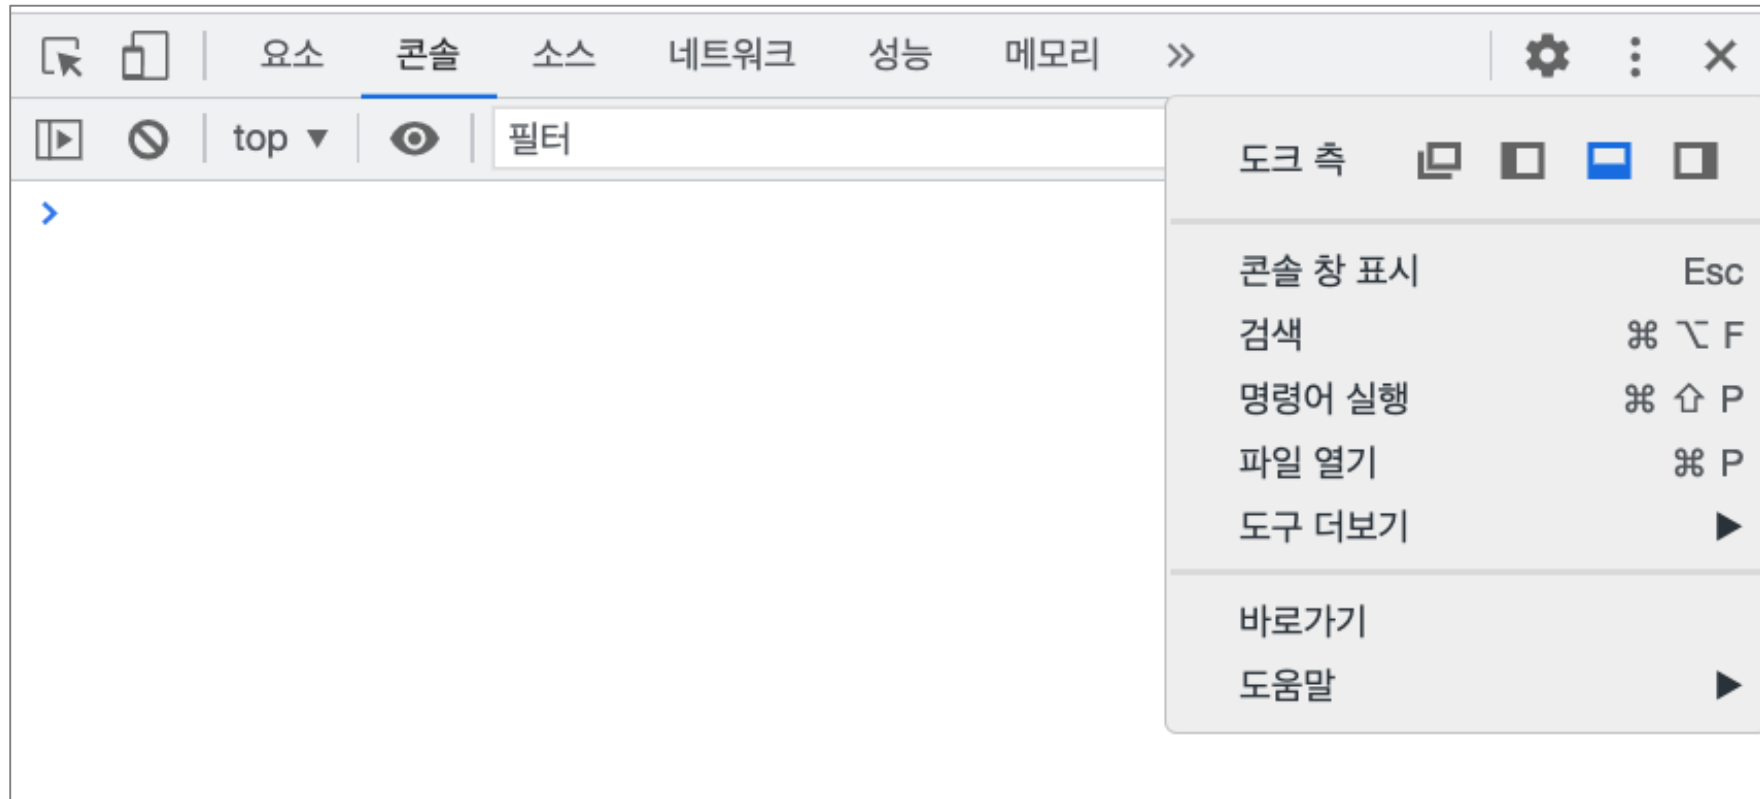 요소 콘솔 소스 네트워크 성능 메모리 »
top ▼ 필터
도크 측
콘솔 창 표시 Esc
검색 ⌘ ⌥ F
명령어 실행 ⌘ ⇧ P
파일 열기 ⌘ P
도구 더보기 ▶
바로가기
도움말 ▶